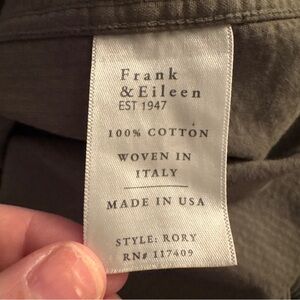 Frank
& Eileen
EST 1947
100% COTTON
WOVEN IN
ITALY
MADE IN USA
STYLE: RORY
RN# 117409